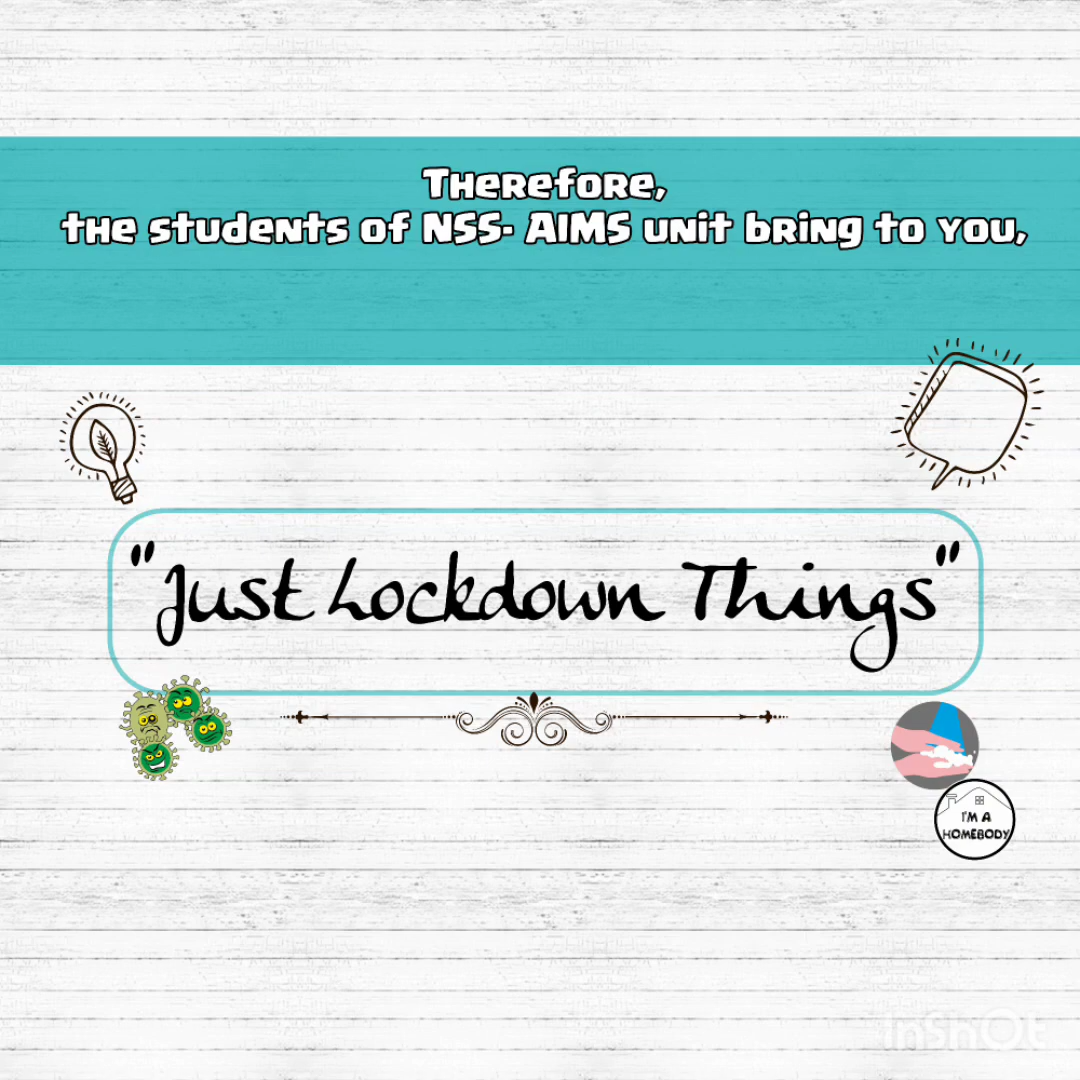 Therefore,
the students of NSS- AIMS unit bring to you,
"Just Lockdown Things"
I'M A
HOMEBODY
InShOt